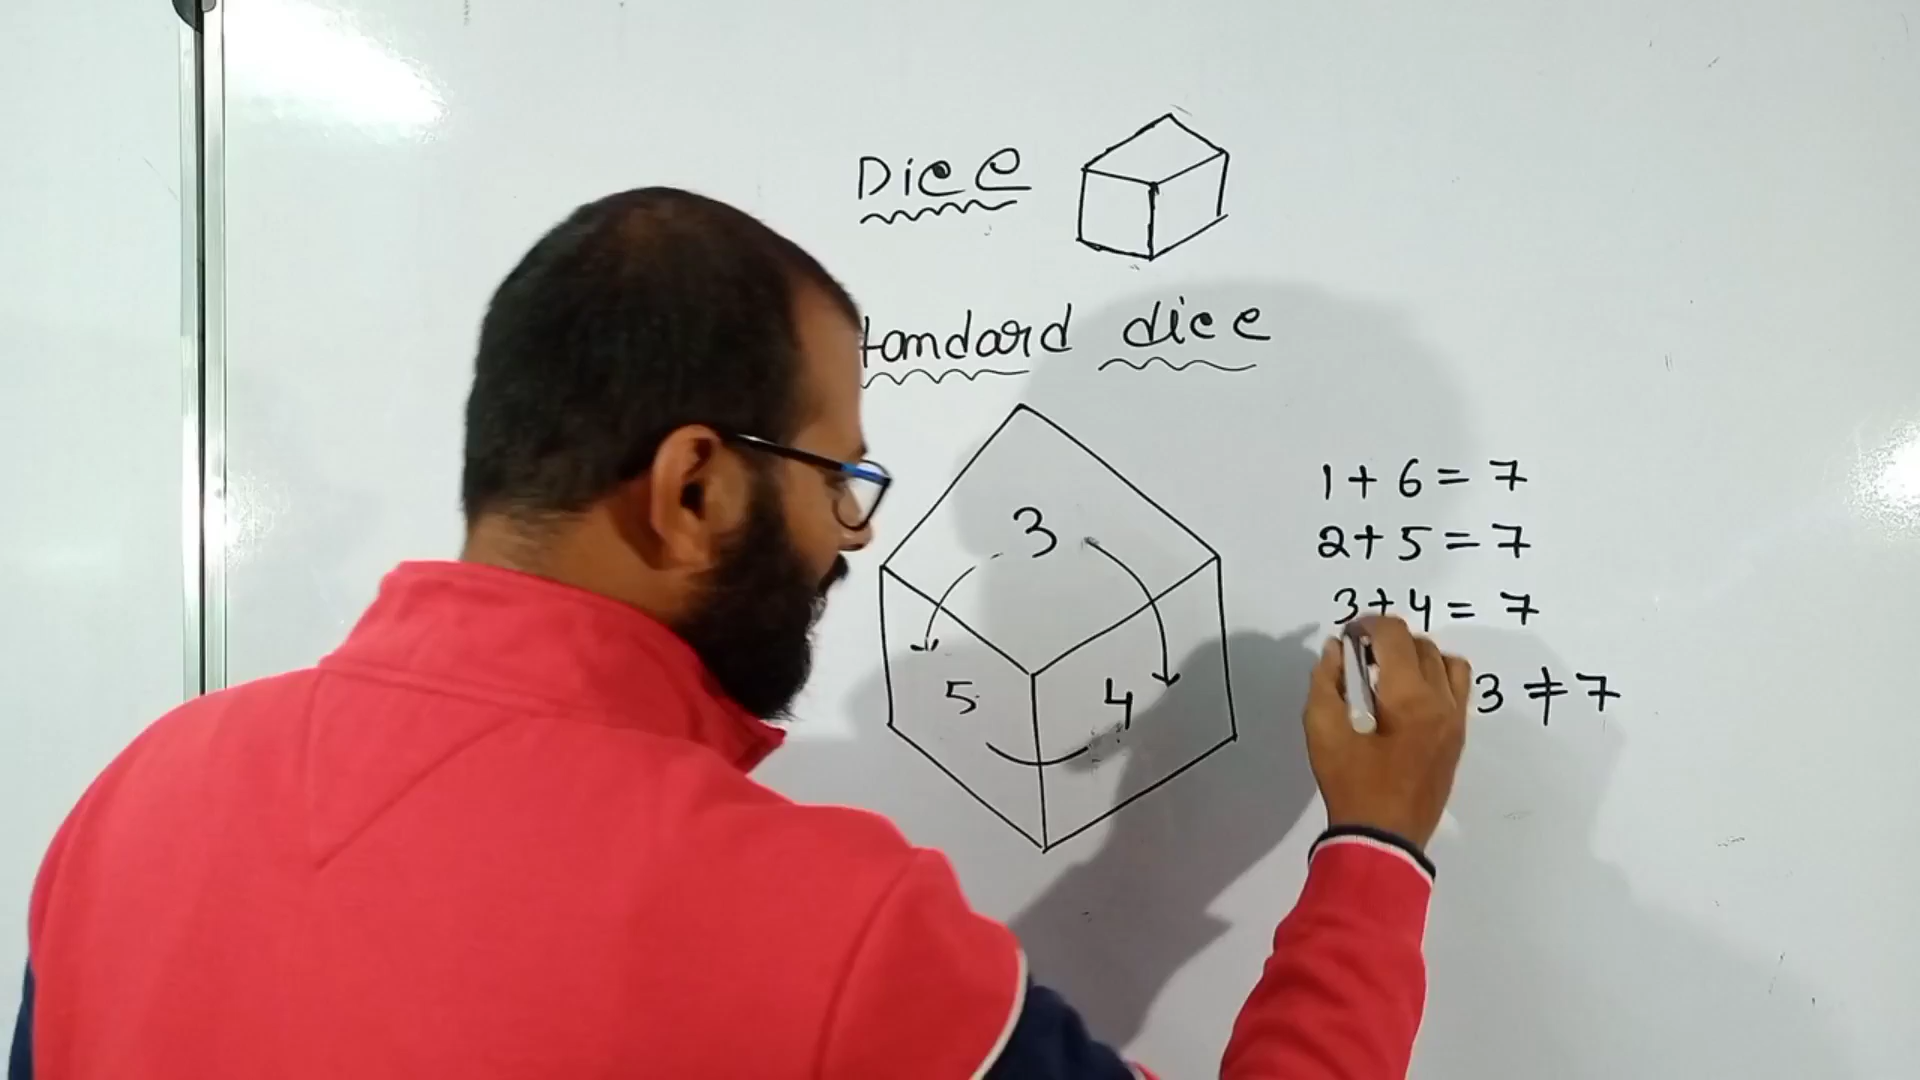 Dice
tandard dice
3
5 4
1 + 6 = 7
2 + 5 = 7
3 + 4 = 7
3 ≠ 7